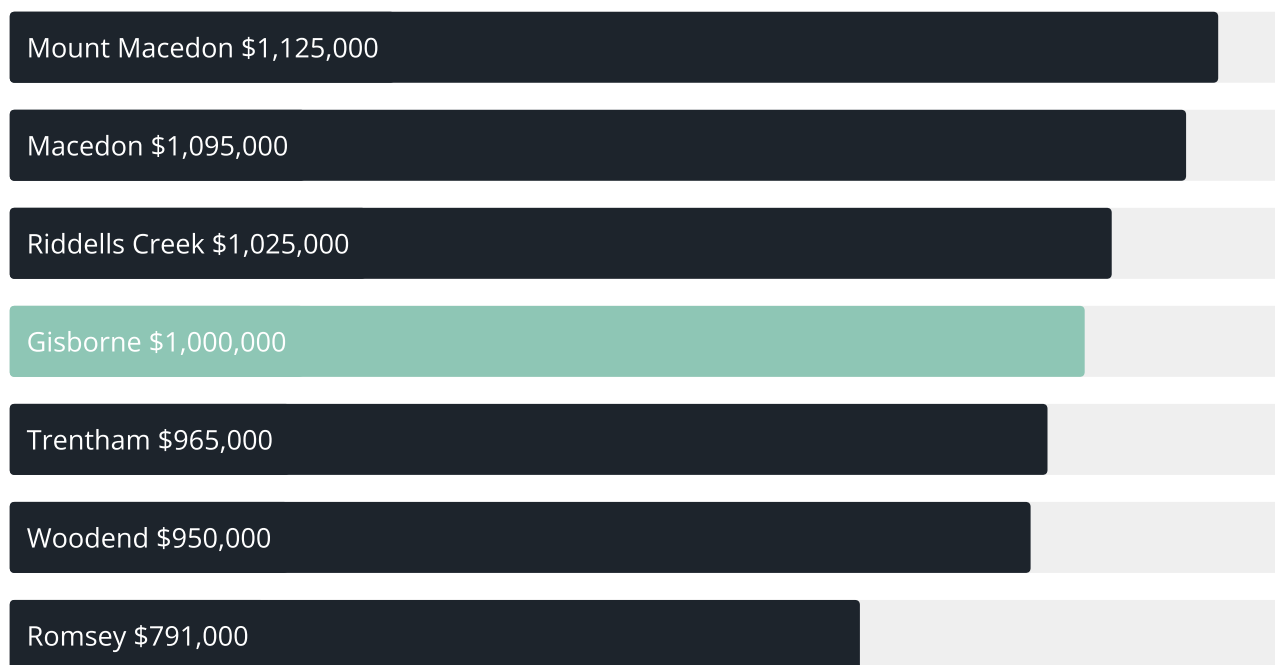 Mount Macedon $1,125,000
Macedon $1,095,000
Riddells Creek $1,025,000
Gisborne $1,000,000
Trentham $965,000
Woodend $950,000
Romsey $791,000